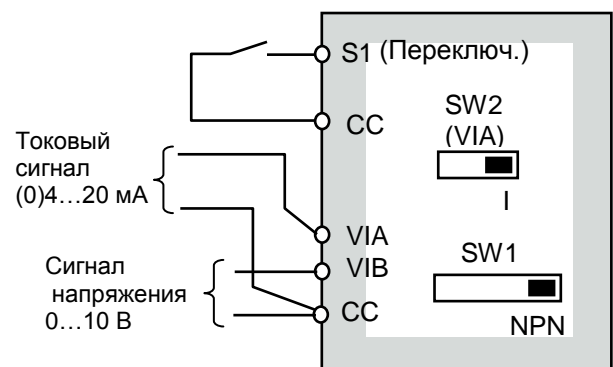 S1 (Переключ.)
CC
SW2
(VIA)
I
Токовый
сигнал
(0)4…20 мА
VIA
VIB
CC
SW1
NPN
Сигнал
напряжения
0…10 В